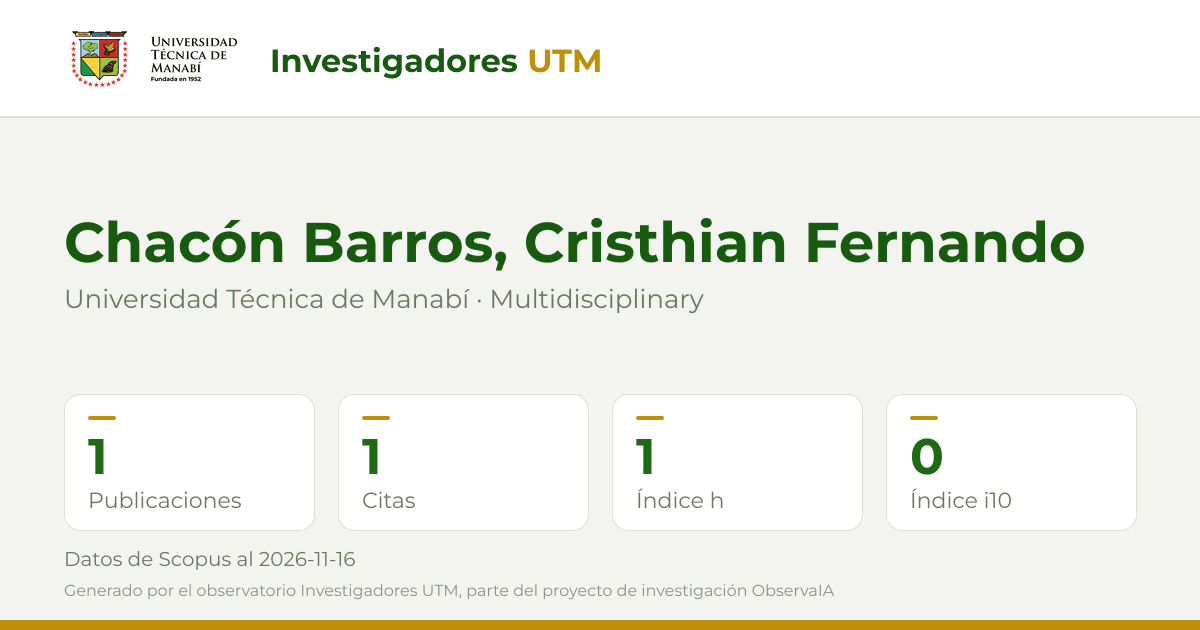 UNIVERSIDAD
TÉCNICA DE
MANABÍ
Fundada en 1952
Investigadores UTM
Chacón Barros, Cristhian Fernando
Universidad Técnica de Manabí · Multidisciplinary
1
Publicaciones
1
Citas
1
Índice h
0
Índice i10
Datos de Scopus al 2026-11-16
Generado por el observatorio Investigadores UTM, parte del proyecto de investigación ObservaIA